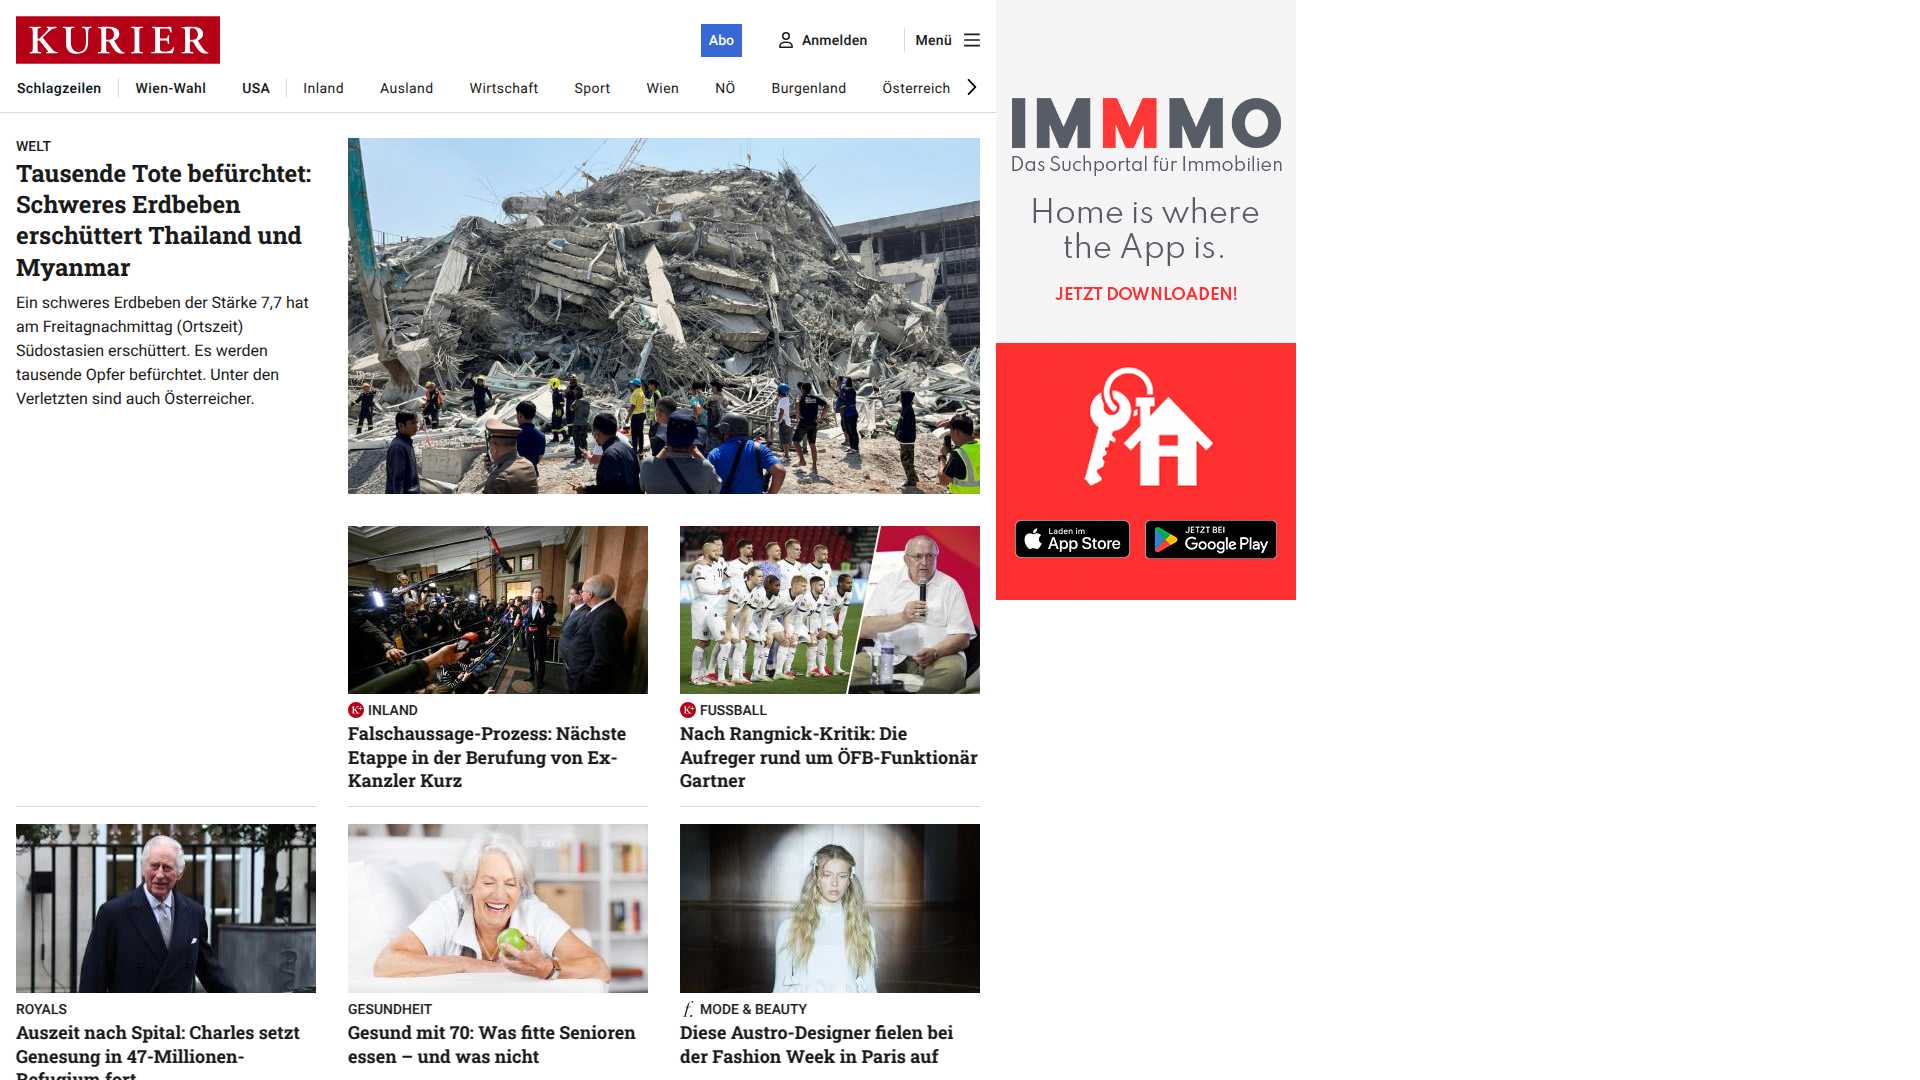 KURIER
Abo
Anmelden
Menü
Schlagzeilen
Wien-Wahl
USA
Inland
Ausland
Wirtschaft
Sport
Wien
NÖ
Burgenland
Österreich
WELT
Tausende Tote befürchtet:
Schweres Erdbeben
erschüttert Thailand und
Myanmar
Ein schweres Erdbeben der Stärke 7,7 hat
am Freitagnachmittag (Ortszeit)
Südostasien erschüttert. Es werden
tausende Opfer befürchtet. Unter den
Verletzten sind auch Österreicher.
K+ INLAND
Falschaussage-Prozess: Nächste
Etappe in der Berufung von Ex-
Kanzler Kurz
K+ FUSSBALL
Nach Rangnick-Kritik: Die
Aufreger rund um ÖFB-Funktionär
Gartner
ROYALS
Auszeit nach Spital: Charles setzt
Genesung in 47-Millionen-
Refugium fort
GESUNDHEIT
Gesund mit 70: Was fitte Senioren
essen – und was nicht
f. MODE & BEAUTY
Diese Austro-Designer fielen bei
der Fashion Week in Paris auf
IMMMO
Das Suchportal für Immobilien
Home is where
the App is.
JETZT DOWNLOADEN!
Laden im
App Store
JETZT BEI
Google Play